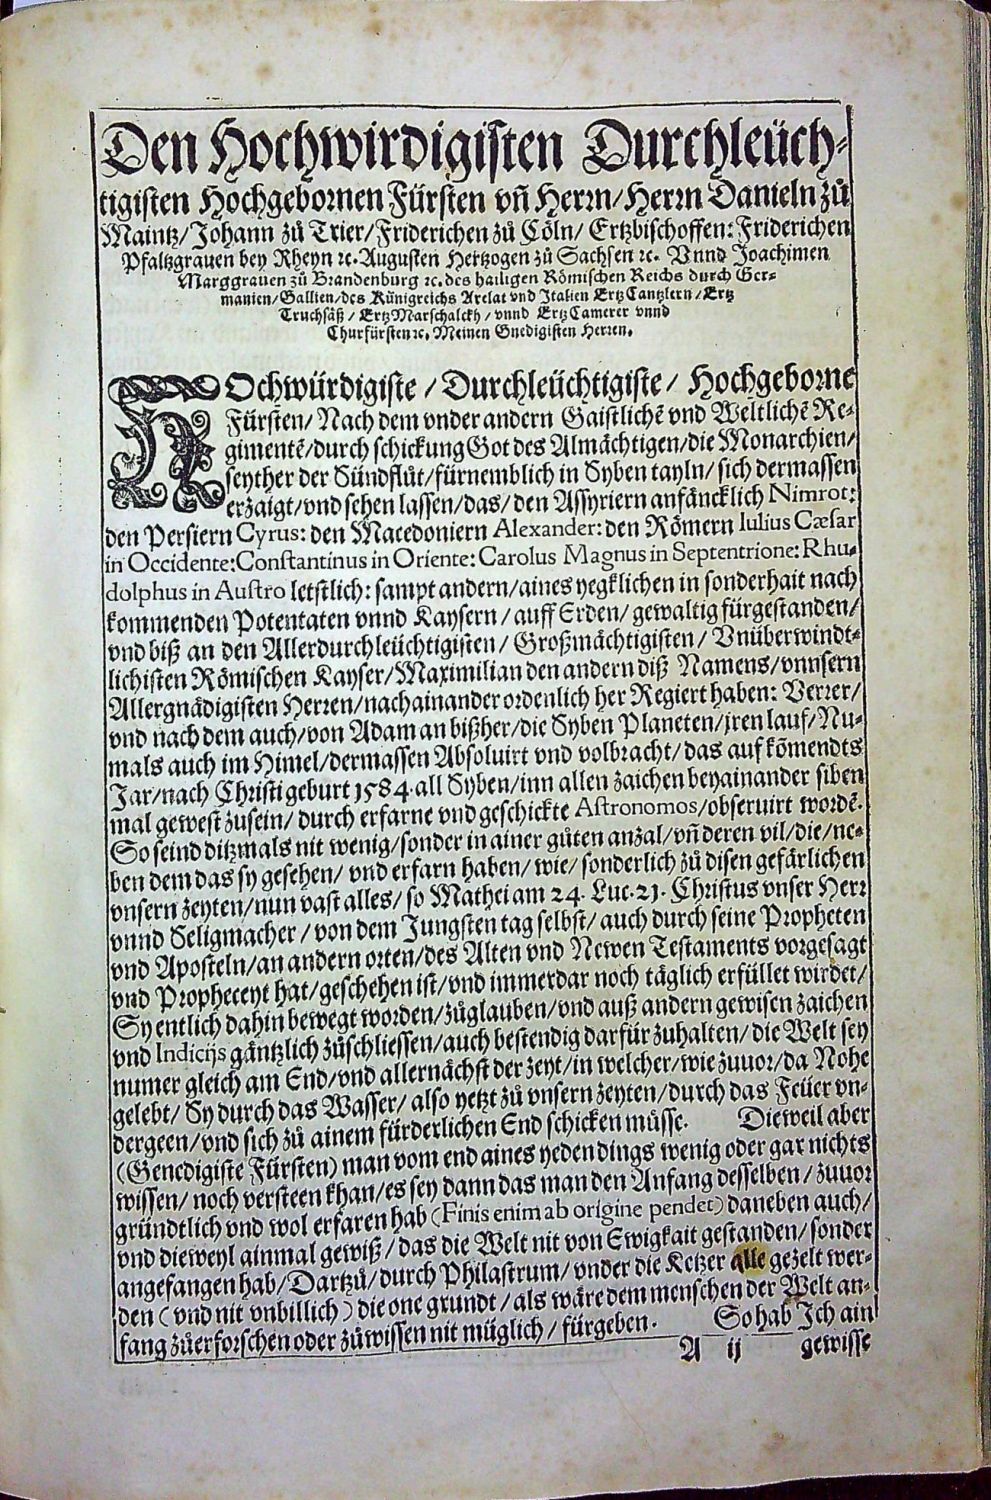 Den Hochwirdigisten Durchleüch-
tigisten Hochgebornen Fürsten vñ Herrn/Herrn Danieln zů
Maintz/Johann zů Trier/Friderichen zů Cöln/Ertzbischoffen: Friderichen
Pfaltzgrauen bey Rheyn ꝛc. Augusten Hertzogen zů Sachsen ꝛc. Vnnd Joachimen
Marggrauen zů Brandenburg ꝛc. des hailigen Römischen Reichs durch Ger-
manien/Gallien/des Künigreichs Arelat vnd Italien ErtzCantzlern/Ertz
Truchsäß/ErtzMarschalckh/vnnd ErtzCamerer vnnd
Churfürsten ꝛc. Meinen Gnedigisten Herren.
HOchwürdigiste/Durchleüchtigiste/Hochgeborne
Fürsten/Nach dem vnder andern Gaistlichẽ vnd Weltlichẽ Re-
gimentẽ/durch schickung Got des Almächtigen/die Monarchien/
seyther der Sündflůt/fürnemblich in Syben tayln/sich dermassen
erzaigt/vnd sehen lassen/das/den Assyriern anfäncklich Nimrot:
den Persiern Cyrus: den Macedoniern Alexander: den Römern Iulius Cæsar
in Occidente: Constantinus in Oriente: Carolus Magnus in Septentrione: Rhu-
dolphus in Austro letstlich: sampt andern/aines yegklichen in sonderhait nach
kommenden Potentaten vnnd Kaysern/auff Erden/gewaltig fürgestanden/
vnd biß an den Allerdurchleüchtigisten/Großmächtigisten/Vnüberwindt-
lichisten Römischen Kayser/Maximilian den andern diß Namens/vnnsern
Allergnädigisten Herren/nachainander ordenlich her Regiert haben: Verrer/
vnd nach dem auch/von Adam an bißher/die Syben Planeten/jren lauf/Nu-
mals auch im Himel/dermassen Absoluirt vnd volbracht/das auf kõmendts
Jar/nach Christi geburt 1584. all Syben/inn allen zaichen beyainander siben
mal gewest zusein/durch erfarne vnd geschickte Astronomos/obseruirt wordẽ.
So seind ditzmals nit wenig/sonder in ainer gůten anzal/vñ deren vil/die/ne-
ben dem das sy gesehen/vnd erfarn haben/wie/sonderlich zů disen gefärlichen
vnsern zeyten/nun vast alles/so Mathei am 24. Luc. 21. Christus vnser Herr
vnnd Seligmacher/von dem Jungsten tag selbst/auch durch seine Propheten
vnd Aposteln/an andern orten/des Alten vnd Newen Testaments vorgesagt
vnd Propheceyt hat/geschehen ist/vnd immerdar noch täglich erfüllet wirdet/
Sy entlich dahin bewegt worden/zůglauben/vnd auß andern gewisen zaichen
vnd Indicijs gäntzlich zůschliessen/auch bestendig darfür zuhalten/die Welt sey
numer gleich am End/vnd allernächst der zeyt/in welcher/wie zuuor/da Nohe
gelebt/Sy durch das Wasser/also yetzt zů vnsern zeyten/durch das Feüer vn-
dergeen/vnd sich zů ainem fürderlichen End schicken müsse. Dieweil aber
(Genedigiste Fürsten) man vom end aines yeden dings wenig oder gar nichts
wissen/noch versteen khan/es sey dann das man den Anfang desselben/zuuor
gründtlich vnd wol erfaren hab (Finis enim ab origine pendet) daneben auch/
vnd dieweyl ainmal gewiß/das die Welt nit von Ewigkait gestanden/sonder
angefangen hab/Dartzů/durch Philastrum/vnder die Ketzer alle gezelt wer-
den (vnd nit vnbillich) die one grundt/als wäre dem menschen der Welt an-
fang zůerforschen oder zůwissen nit müglich/fürgeben. So hab Ich ain
A ij gewisse